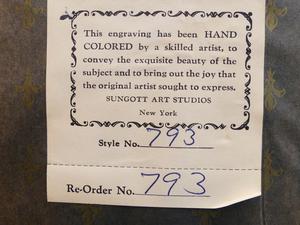 This engraving has been HAND
COLORED by a skilled artist, to
convey the exquisite beauty of the
subject and to bring out the joy that
the original artist sought to express.
SUNGOTT ART STUDIOS
New York
Style No. 793
Re-Order No. 793